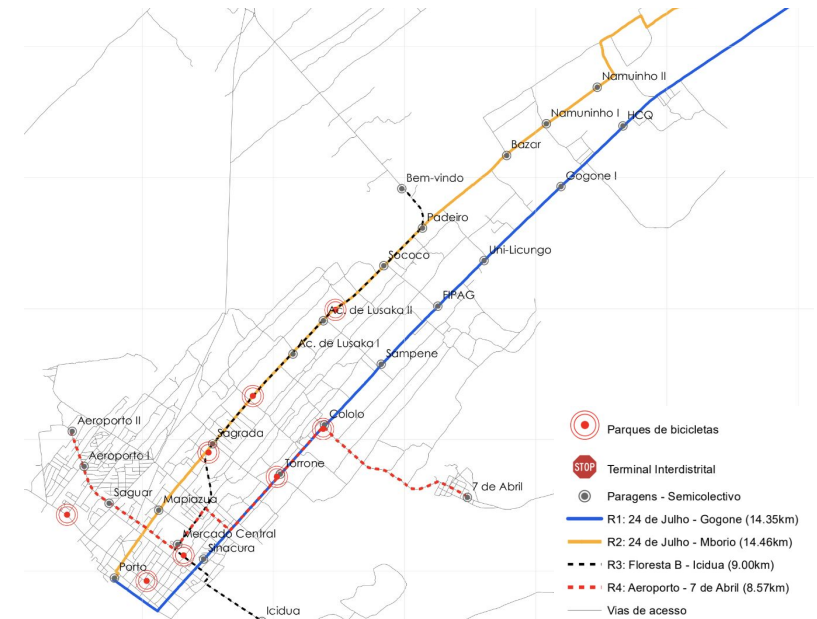 Namuinho II
Namuninho I
HCQ
Bazar
Bem-vindo
Gogone I
Padeiro
Sococo
Uni-Licungo
FIPAG
Ac. de Lusaka II
Ac. de Lusaka I
Sampene
Cololo
Aeroporto II
Sagrada
Aeroporto I
Torrone
Saguar
Mapiazua
7 de Abril
Mercado Central
Sinacura
Porto
Icidua
Parques de bicicletas
STOP
Terminal Interdistrital
Paragens - Semicolectivo
R1: 24 de Julho - Gogone (14.35km)
R2: 24 de Julho - Mborio (14.46km)
R3: Floresta B - Icidua (9.00km)
R4: Aeroporto - 7 de Abril (8.57km)
Vias de acesso